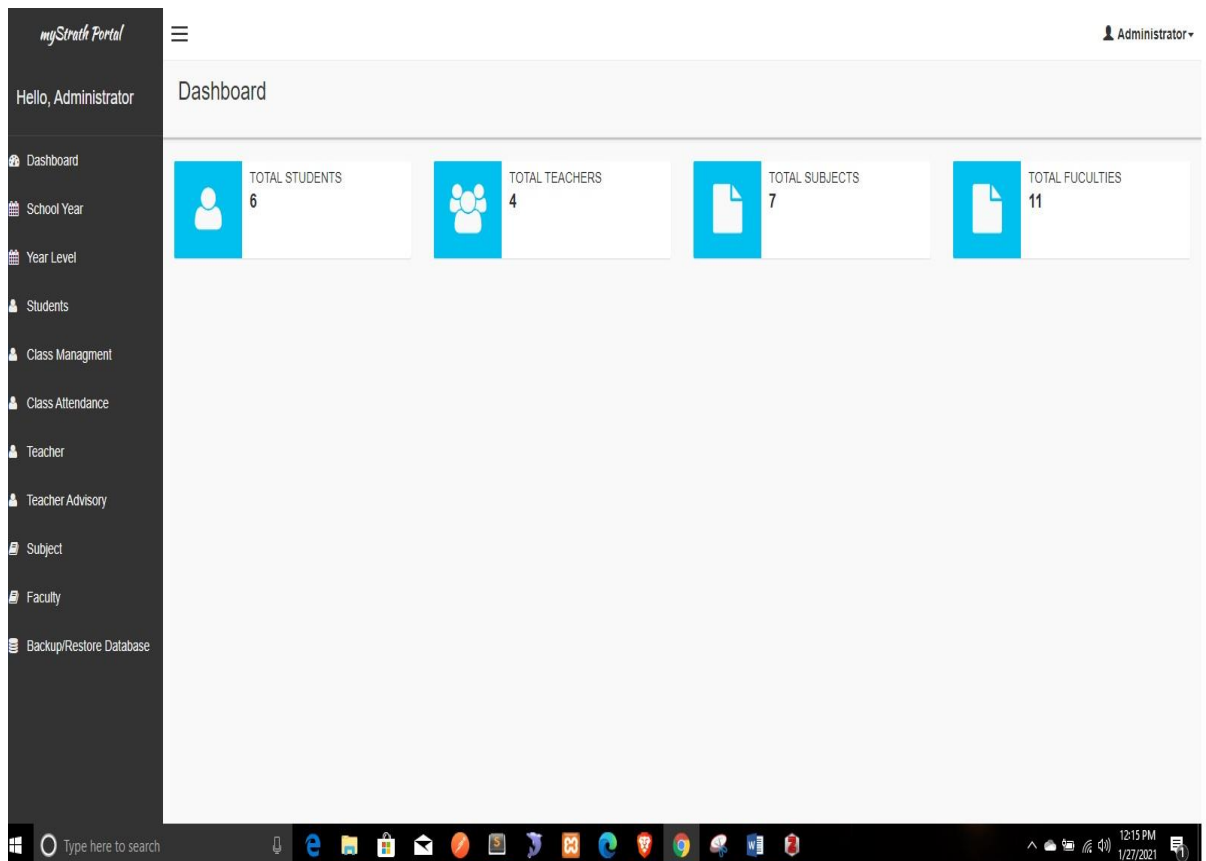 myStrath Portal
Administrator
Hello, Administrator
Dashboard
Dashboard
School Year
Year Level
Students
Class Managment
Class Attendance
Teacher
Teacher Advisory
Subject
Faculty
Backup/Restore Database
TOTAL STUDENTS
6
TOTAL TEACHERS
4
TOTAL SUBJECTS
7
TOTAL FUCULTIES
11
Type here to search
12:15 PM
1/27/2021
1